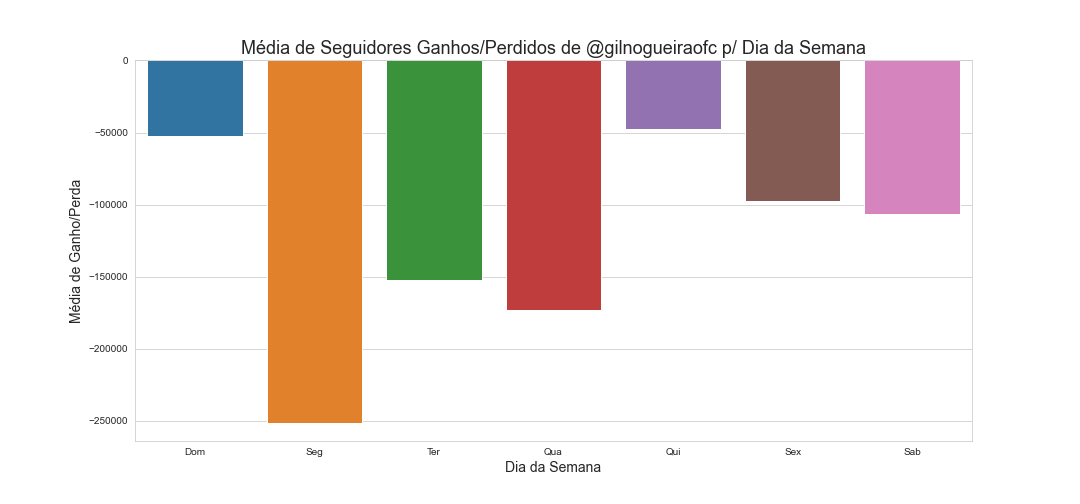 Média de Seguidores Ganhos/Perdidos de @gilnogueiraofc p/ Dia da Semana
Média de Ganho/Perda
0
−50000
−100000
−150000
−200000
−250000
Dom Seg Ter Qua Qui Sex Sab
Dia da Semana